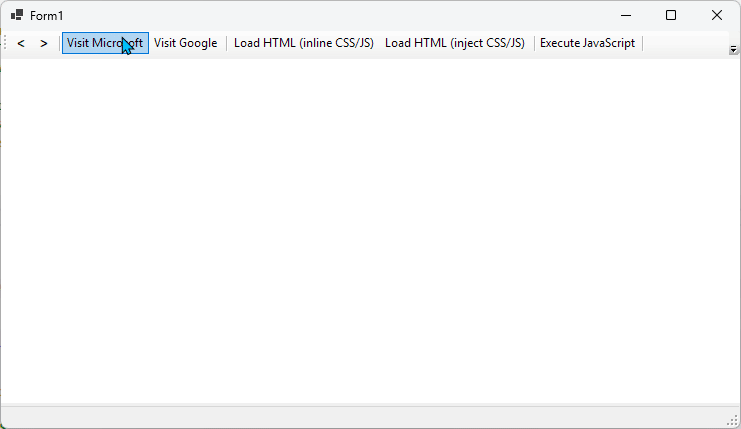 Form1
< > Visit Microsoft Visit Google Load HTML (inline CSS/JS) Load HTML (inject CSS/JS) Execute JavaScript